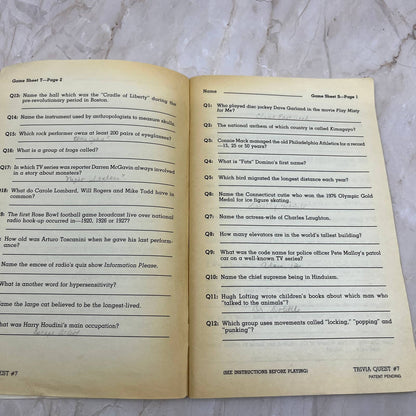 Game Sheet 7—Page 2
Q13: Name the hall which was the "Cradle of Liberty" during the
pre-revolutionary period in Boston.
Q14: Name the instrument used by anthropologists to measure skulls.
Q15: Which rock performer owns at least 200 pairs of eyeglasses?
Q16: What is a group of frogs called?
Q17: In which TV series was reporter Darren McGavin always involved
in a story about monsters?
Q18: What do Carole Lombard, Will Rogers and Mike Todd have in
common?
the first Rose Bowl football game broadcast live over national
radio hook-up occurred in—1920, 1926 or 1927?
How old was Arturo Toscanini when he gave his last perform-
ance?
Name the emcee of radio's quiz show Information Please.
What is another word for hypersensitivity?
ame the large cat believed to be the longest-lived.
hat was Harry Houdini's main occupation?
EST #7
Game Sheet 8—Page 1
Name
Q1: Who played disc jockey Dave Garland in the movie Play Misty
for Me?
Q2: The national anthem of which country is called Kimagayo?
Q3: Connie Mack managed the old Philadelphia Athletics for a record
—15, 25 or 50 years?
Q4: What is "Fats" Domino's first name?
Q5: Which bird migrated the longest distance each year?
Q6: Name the Connecticut cutie who won the 1976 Olympic Gold
Medal for ice figure skating.
Q7: Name the actress-wife of Charles Laughton.
Q8: How many elevators are in the world's tallest building?
Q9: What was the code name for police officer Pete Malloy's patrol
car on a well-known TV series?
Q10: Name the chief supreme being in Hinduism.
Q11: Hugh Lofting wrote children's books about which man who
"talked to the animals"?
Q12: Which group uses movements called "locking," "popping" and
"punking"?
(SEE INSTRUCTIONS BEFORE PLAYING)
TRIVIA QUEST #7
PATENT PENDING